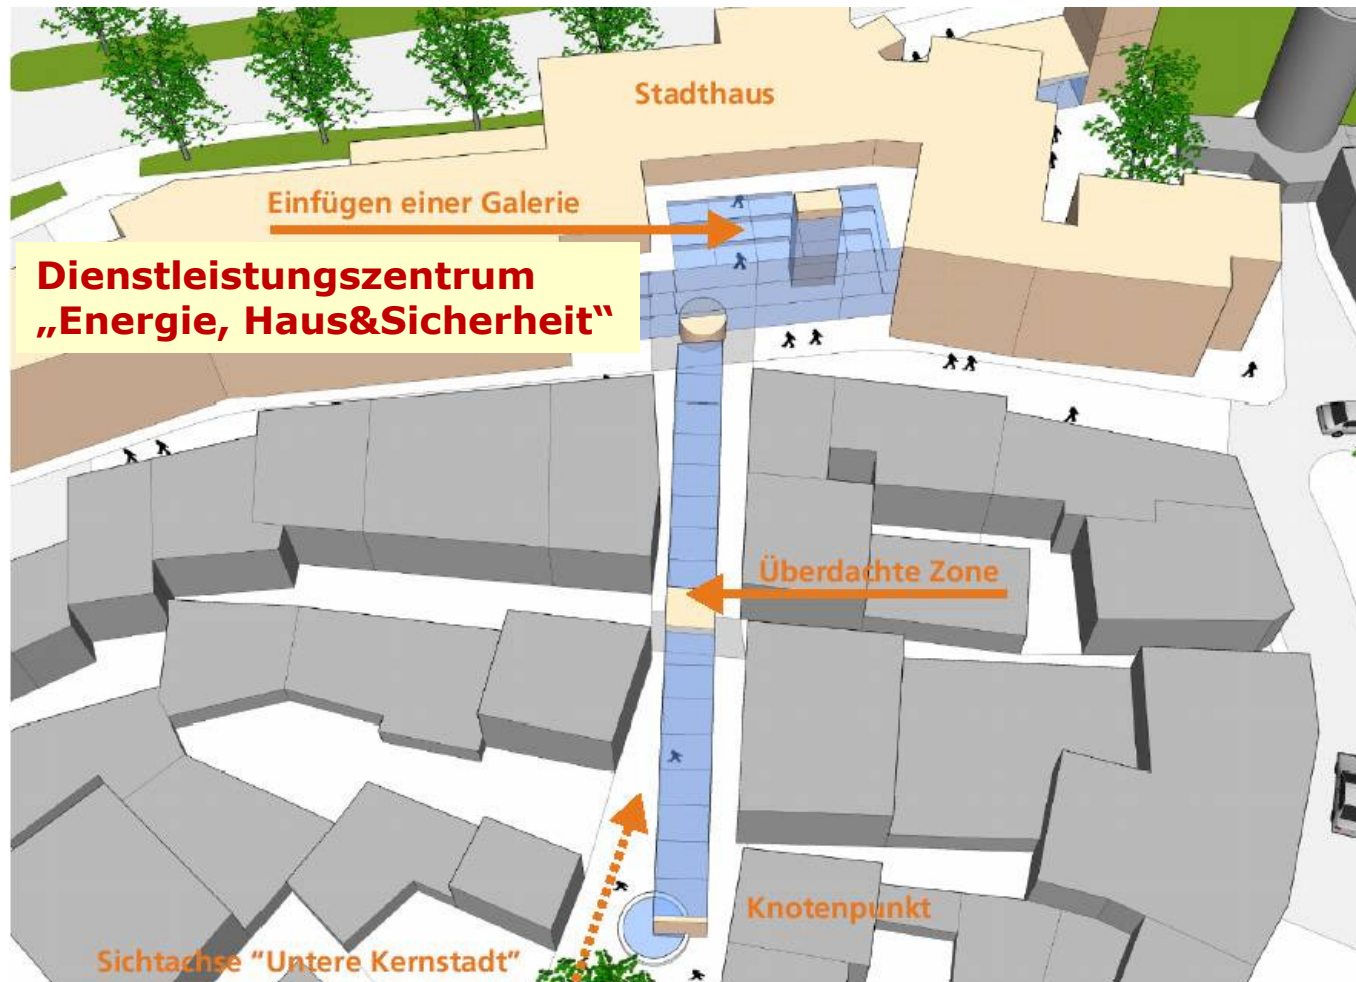 Stadthaus
Einfügen einer Galerie
Dienstleistungszentrum
„Energie, Haus&Sicherheit“
Überdachte Zone
Knotenpunkt
Sichtachse “Untere Kernstadt”